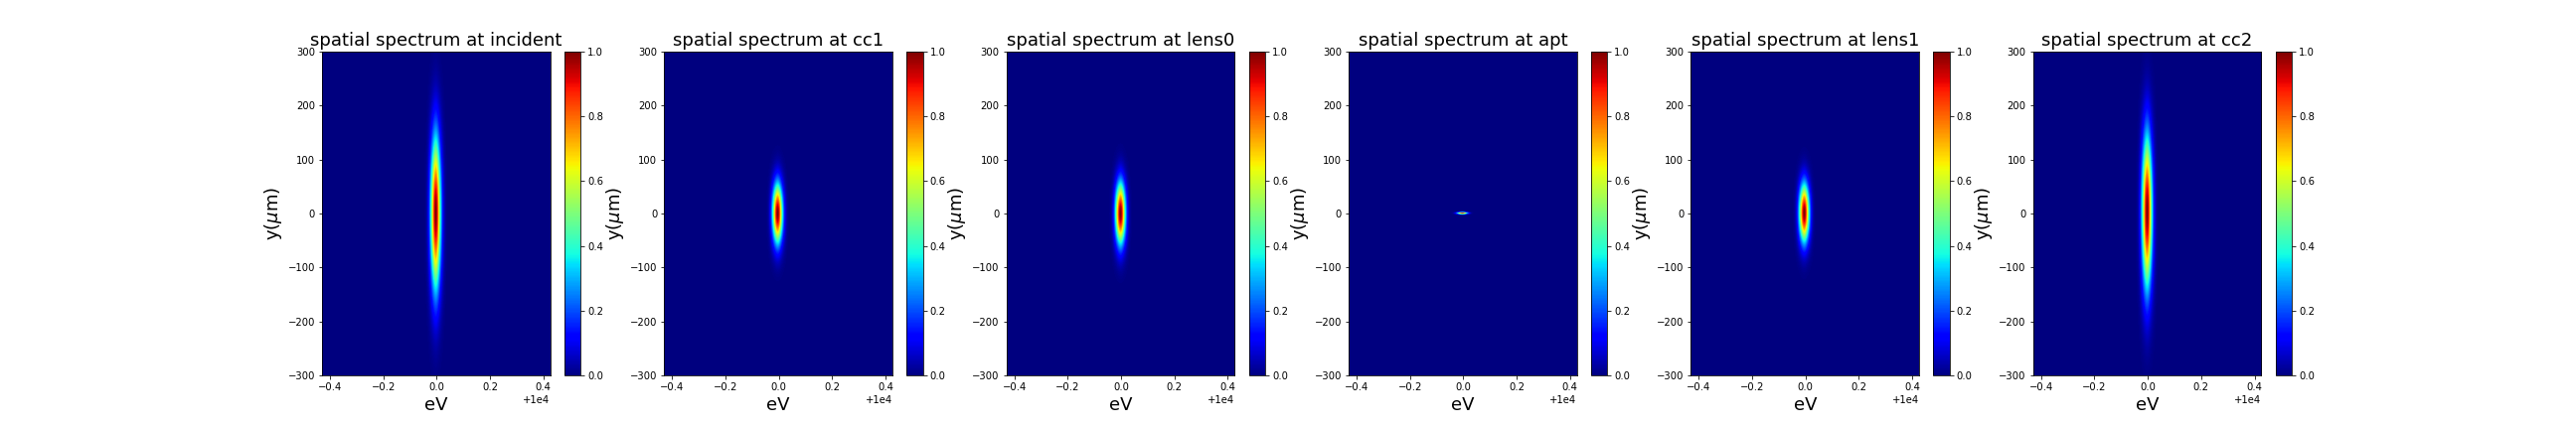 spatial spectrum at incident
300
200
100
0
−100
−200
−300
y(μm)
−0.4 −0.2 0.0 0.2 0.4
+1e4
eV
1.0
0.8
0.6
0.4
0.2
0.0
spatial spectrum at cc1
300
200
100
0
−100
−200
−300
y(μm)
−0.4 −0.2 0.0 0.2 0.4
+1e4
eV
1.0
0.8
0.6
0.4
0.2
0.0
spatial spectrum at lens0
300
200
100
0
−100
−200
−300
y(μm)
−0.4 −0.2 0.0 0.2 0.4
+1e4
eV
1.0
0.8
0.6
0.4
0.2
0.0
spatial spectrum at apt
300
200
100
0
−100
−200
−300
y(μm)
−0.4 −0.2 0.0 0.2 0.4
+1e4
eV
1.0
0.8
0.6
0.4
0.2
0.0
spatial spectrum at lens1
300
200
100
0
−100
−200
−300
y(μm)
−0.4 −0.2 0.0 0.2 0.4
+1e4
eV
1.0
0.8
0.6
0.4
0.2
0.0
spatial spectrum at cc2
300
200
100
0
−100
−200
−300
y(μm)
−0.4 −0.2 0.0 0.2 0.4
+1e4
eV
1.0
0.8
0.6
0.4
0.2
0.0